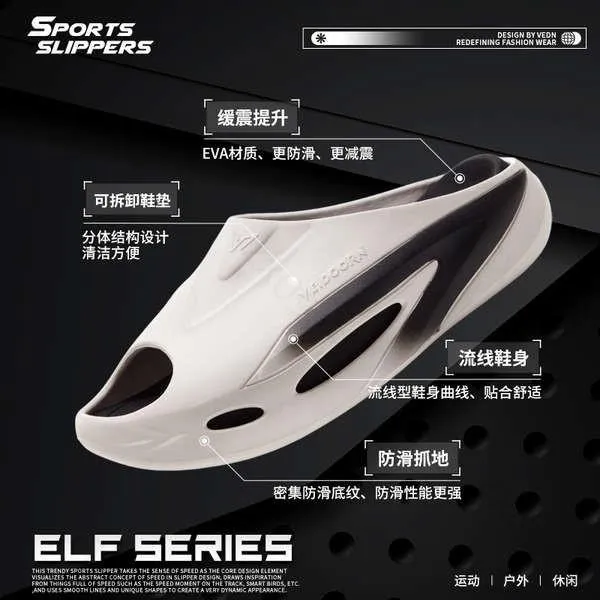 SPORTS
SLIPPERS
DESIGN BY VEDN
REDEFINING FASHION WEAR
缓震提升
EVA材质、更防滑、更减震
可拆卸鞋垫
分体结构设计
清洁方便
VADOORN
流线鞋身
流线型鞋身曲线、贴合舒适
防滑抓地
密集防滑底纹、防滑性能更强
ELF SERIES
THIS TRENDY SPORTS SLIPPER TAKES THE SENSE OF SPEED AS THE CORE DESIGN ELEMENT
VISUALIZES THE ABSTRACT CONCEPT OF SPEED IN SLIPPER DESIGN, DRAWS INSPIRATION
FROM THINGS FULL OF SPEED SUCH AS THE SPEED MOMENT ON THE TRACK, SMART BIRDS, ETC.
,AND USES SMOOTH LINES AND UNIQUE SHAPES TO CREATE A VERY DYNAMIC APPEARANCE.
运动 | 户外 | 休闲